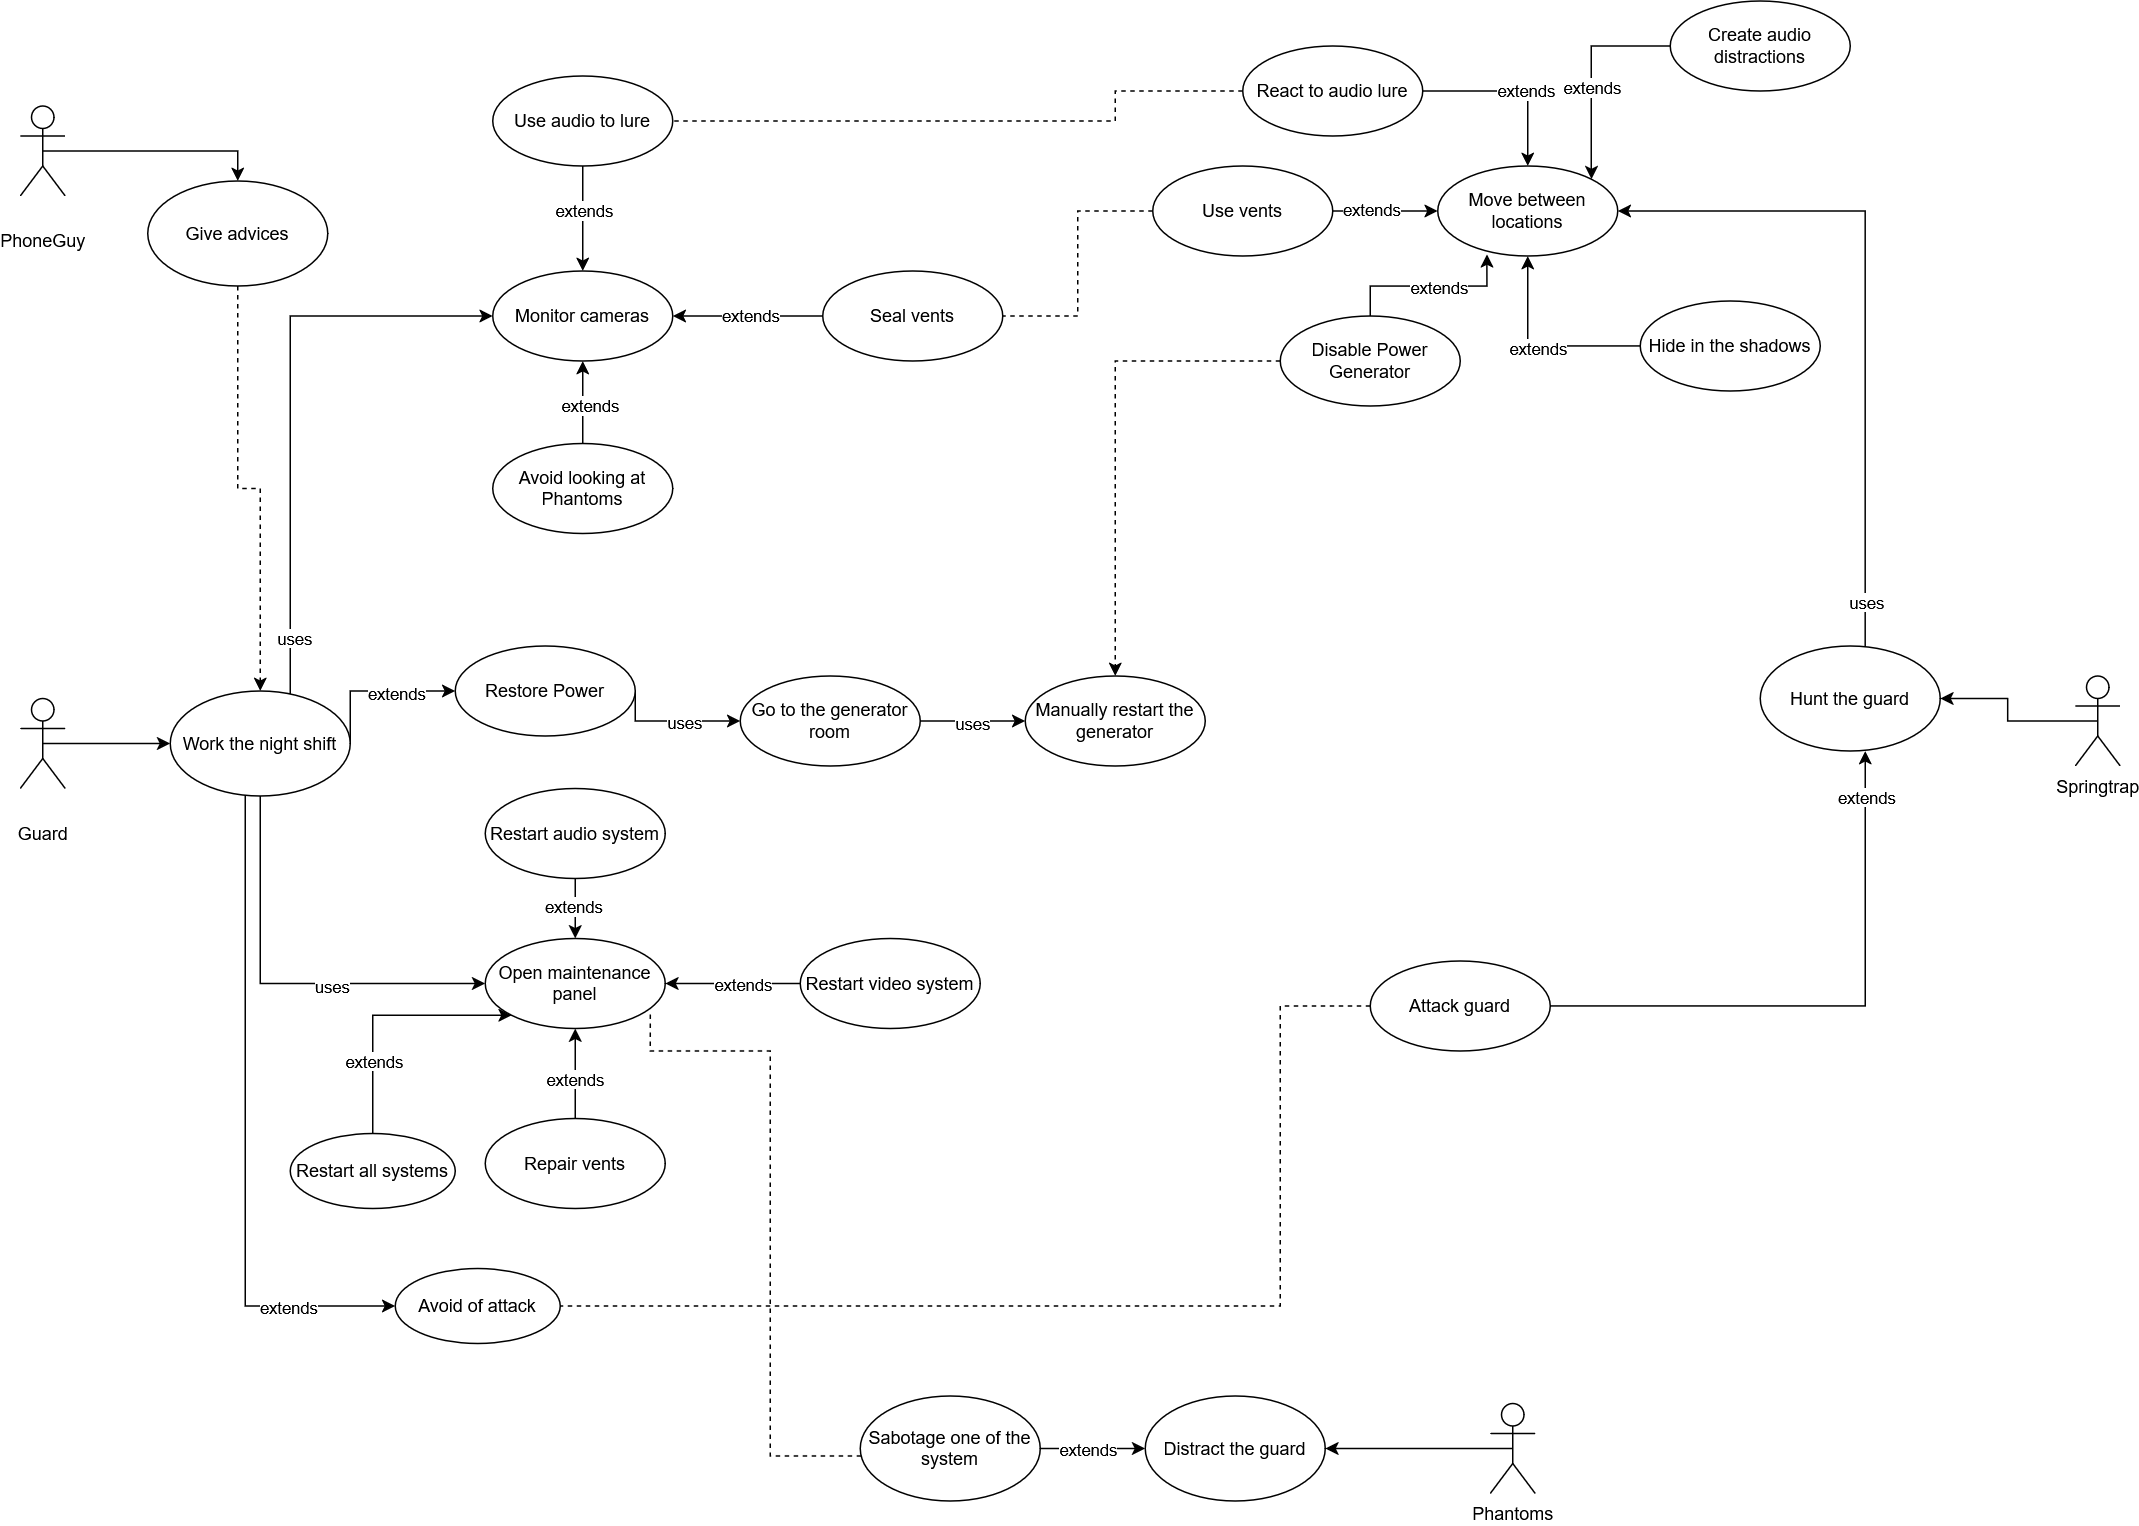 Create audio
distractions
React to audio lure
extends
extends
Use audio to lure
PhoneGuy
Give advices
extends
Use vents
extends
Move between
locations
Monitor cameras
extends
Seal vents
extends
Disable Power
Generator
extends
Hide in the shadows
extends
Avoid looking at
Phantoms
uses
uses
extends
Restore Power
uses
Go to the generator
room
uses
Manually restart the
generator
Hunt the guard
Springtrap
Work the night shift
Guard
extends
Restart audio system
extends
Open maintenance
panel
uses
extends
Restart video system
Attack guard
extends
extends
Restart all systems
Repair vents
extends
Avoid of attack
Sabotage one of the
system
extends
Distract the guard
Phantoms